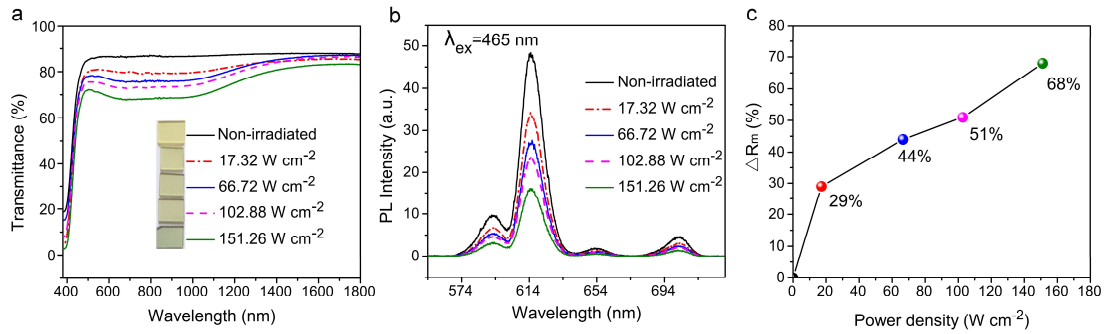 a
Transmittance (%)
100
80
60
40
20
0
Non-irradiated
17.32 W cm-2
66.72 W cm-2
102.88 W cm-2
151.26 W cm-2
400 600 800 1000 1200 1400 1600 1800
Wavelength (nm)
b
PL Intensity (a.u.)
50
40
30
20
10
0
λex=465 nm
Non-irradiated
17.32 W cm-2
66.72 W cm-2
102.88 W cm-2
151.26 W cm-2
574 614 654 694
Wavelength (nm)
c
△Rm (%)
80
70
60
50
40
30
20
10
0
29%
44%
51%
68%
0 20 40 60 80 100 120 140 160 180
Power density (W cm-2)